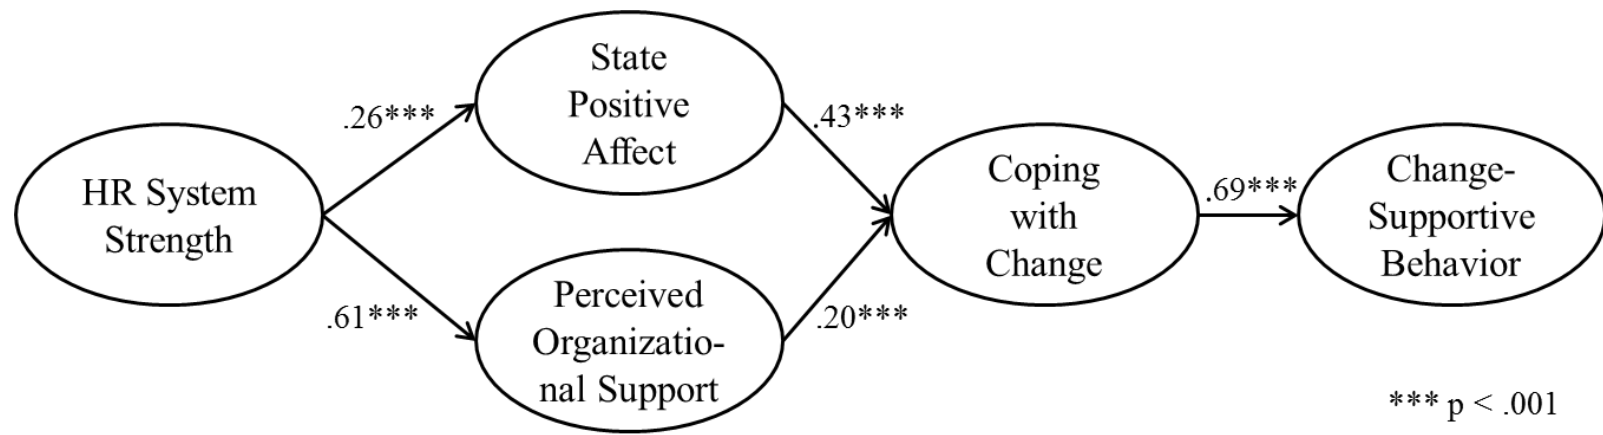 HR System
Strength
.26***
.61***
State
Positive
Affect
Perceived
Organizatio-
nal Support
.43***
.20***
Coping
with
Change
.69***
Change-
Supportive
Behavior
*** p < .001